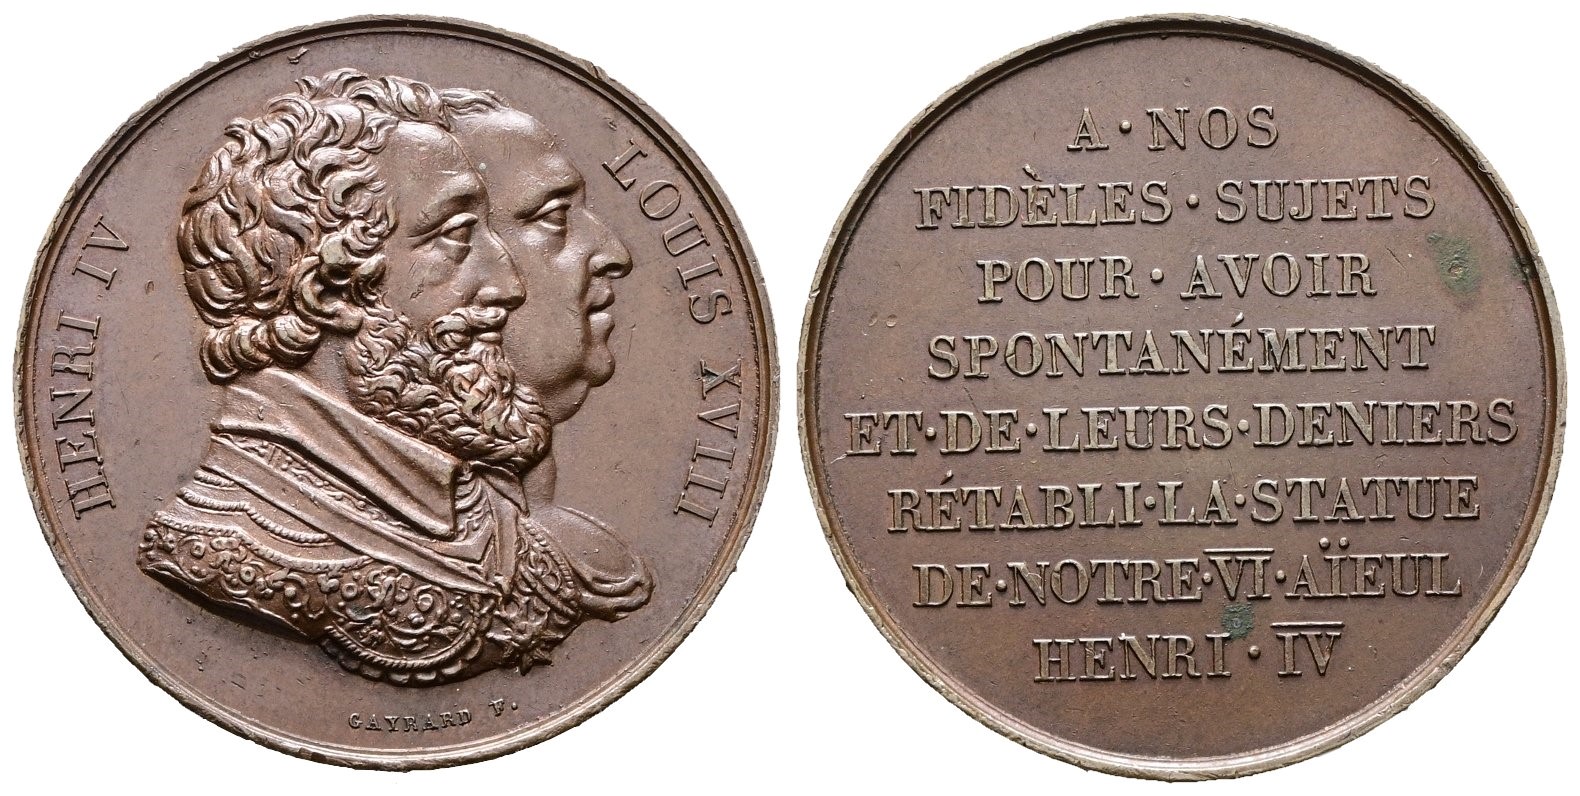 HENRI IV
LOUIS XVIII
GAYRARD F.
A · NOS
FIDÈLES · SUJETS
POUR · AVOIR
SPONTANÉMENT
ET · DE · LEURS · DENIERS
RÉTABLI · LA · STATUE
DE · NOTRE · VI · AÏEUL
HENRI · IV